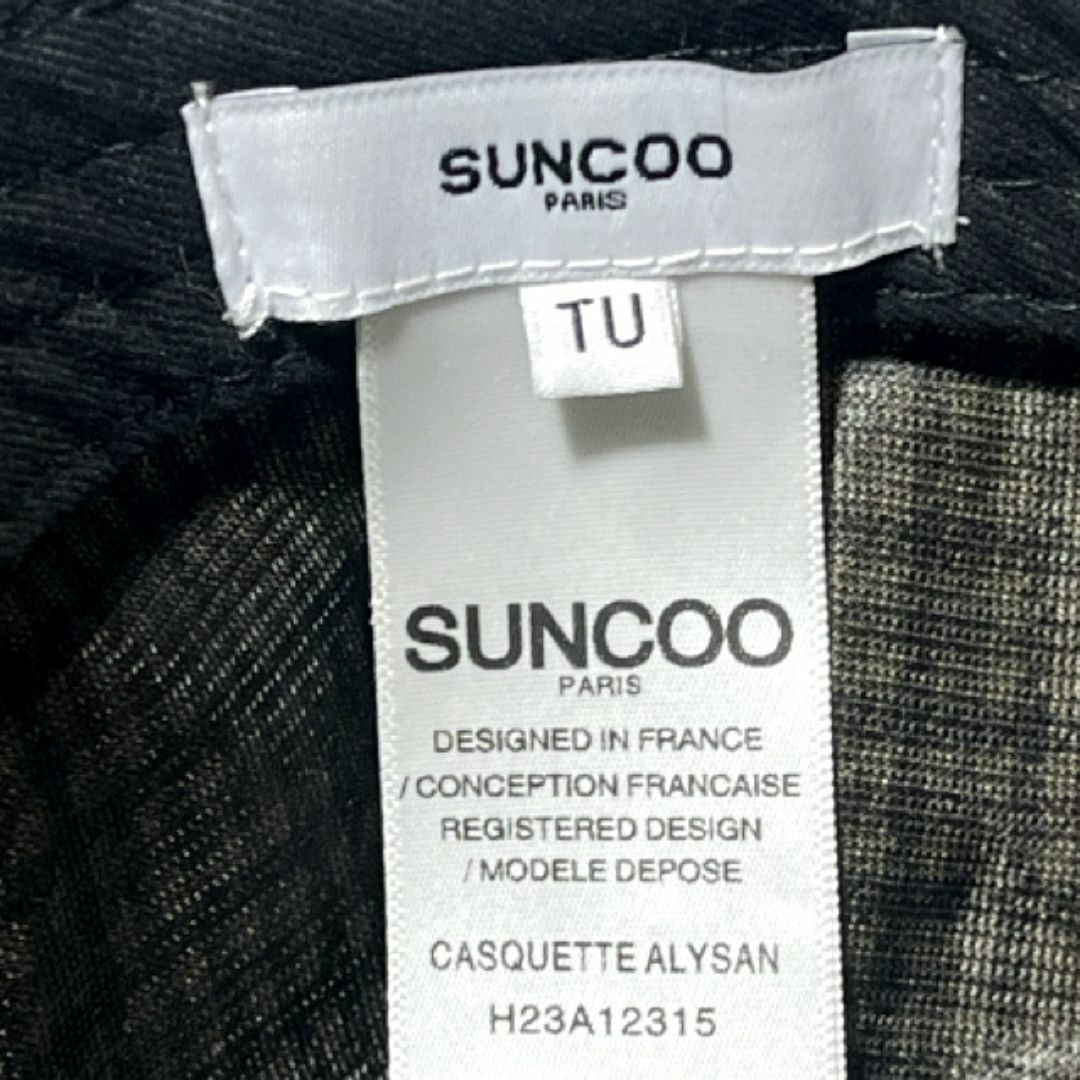 SUNCOO
PARIS
TU
SUNCOO
PARIS
DESIGNED IN FRANCE
/ CONCEPTION FRANCAISE
REGISTERED DESIGN
/ MODELE DEPOSE
CASQUETTE ALYSAN
H23A12315